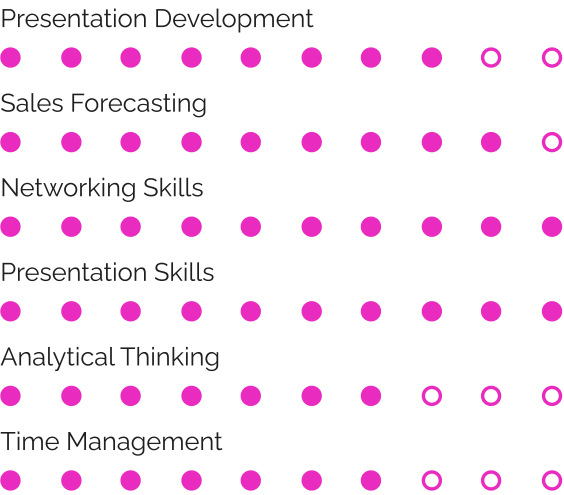 Presentation Development
Sales Forecasting
Networking Skills
Presentation Skills
Analytical Thinking
Time Management